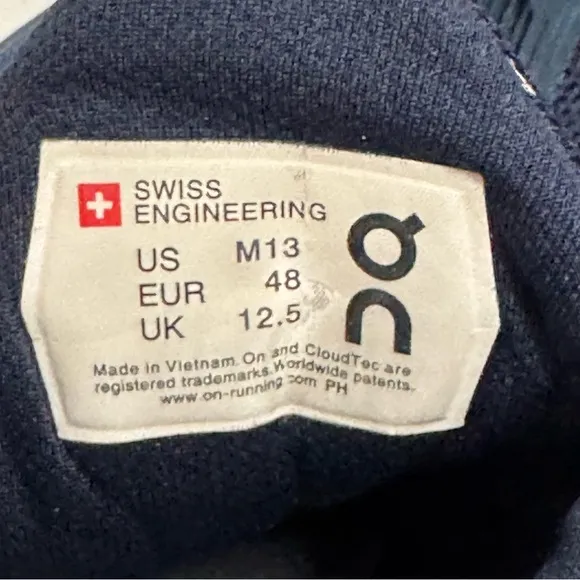 SWISS
ENGINEERING
US M13
EUR 48
UK 12.5
Made in Vietnam. On and CloudTec are
registered trademarks. Worldwide patents.
www.on-running.com PH